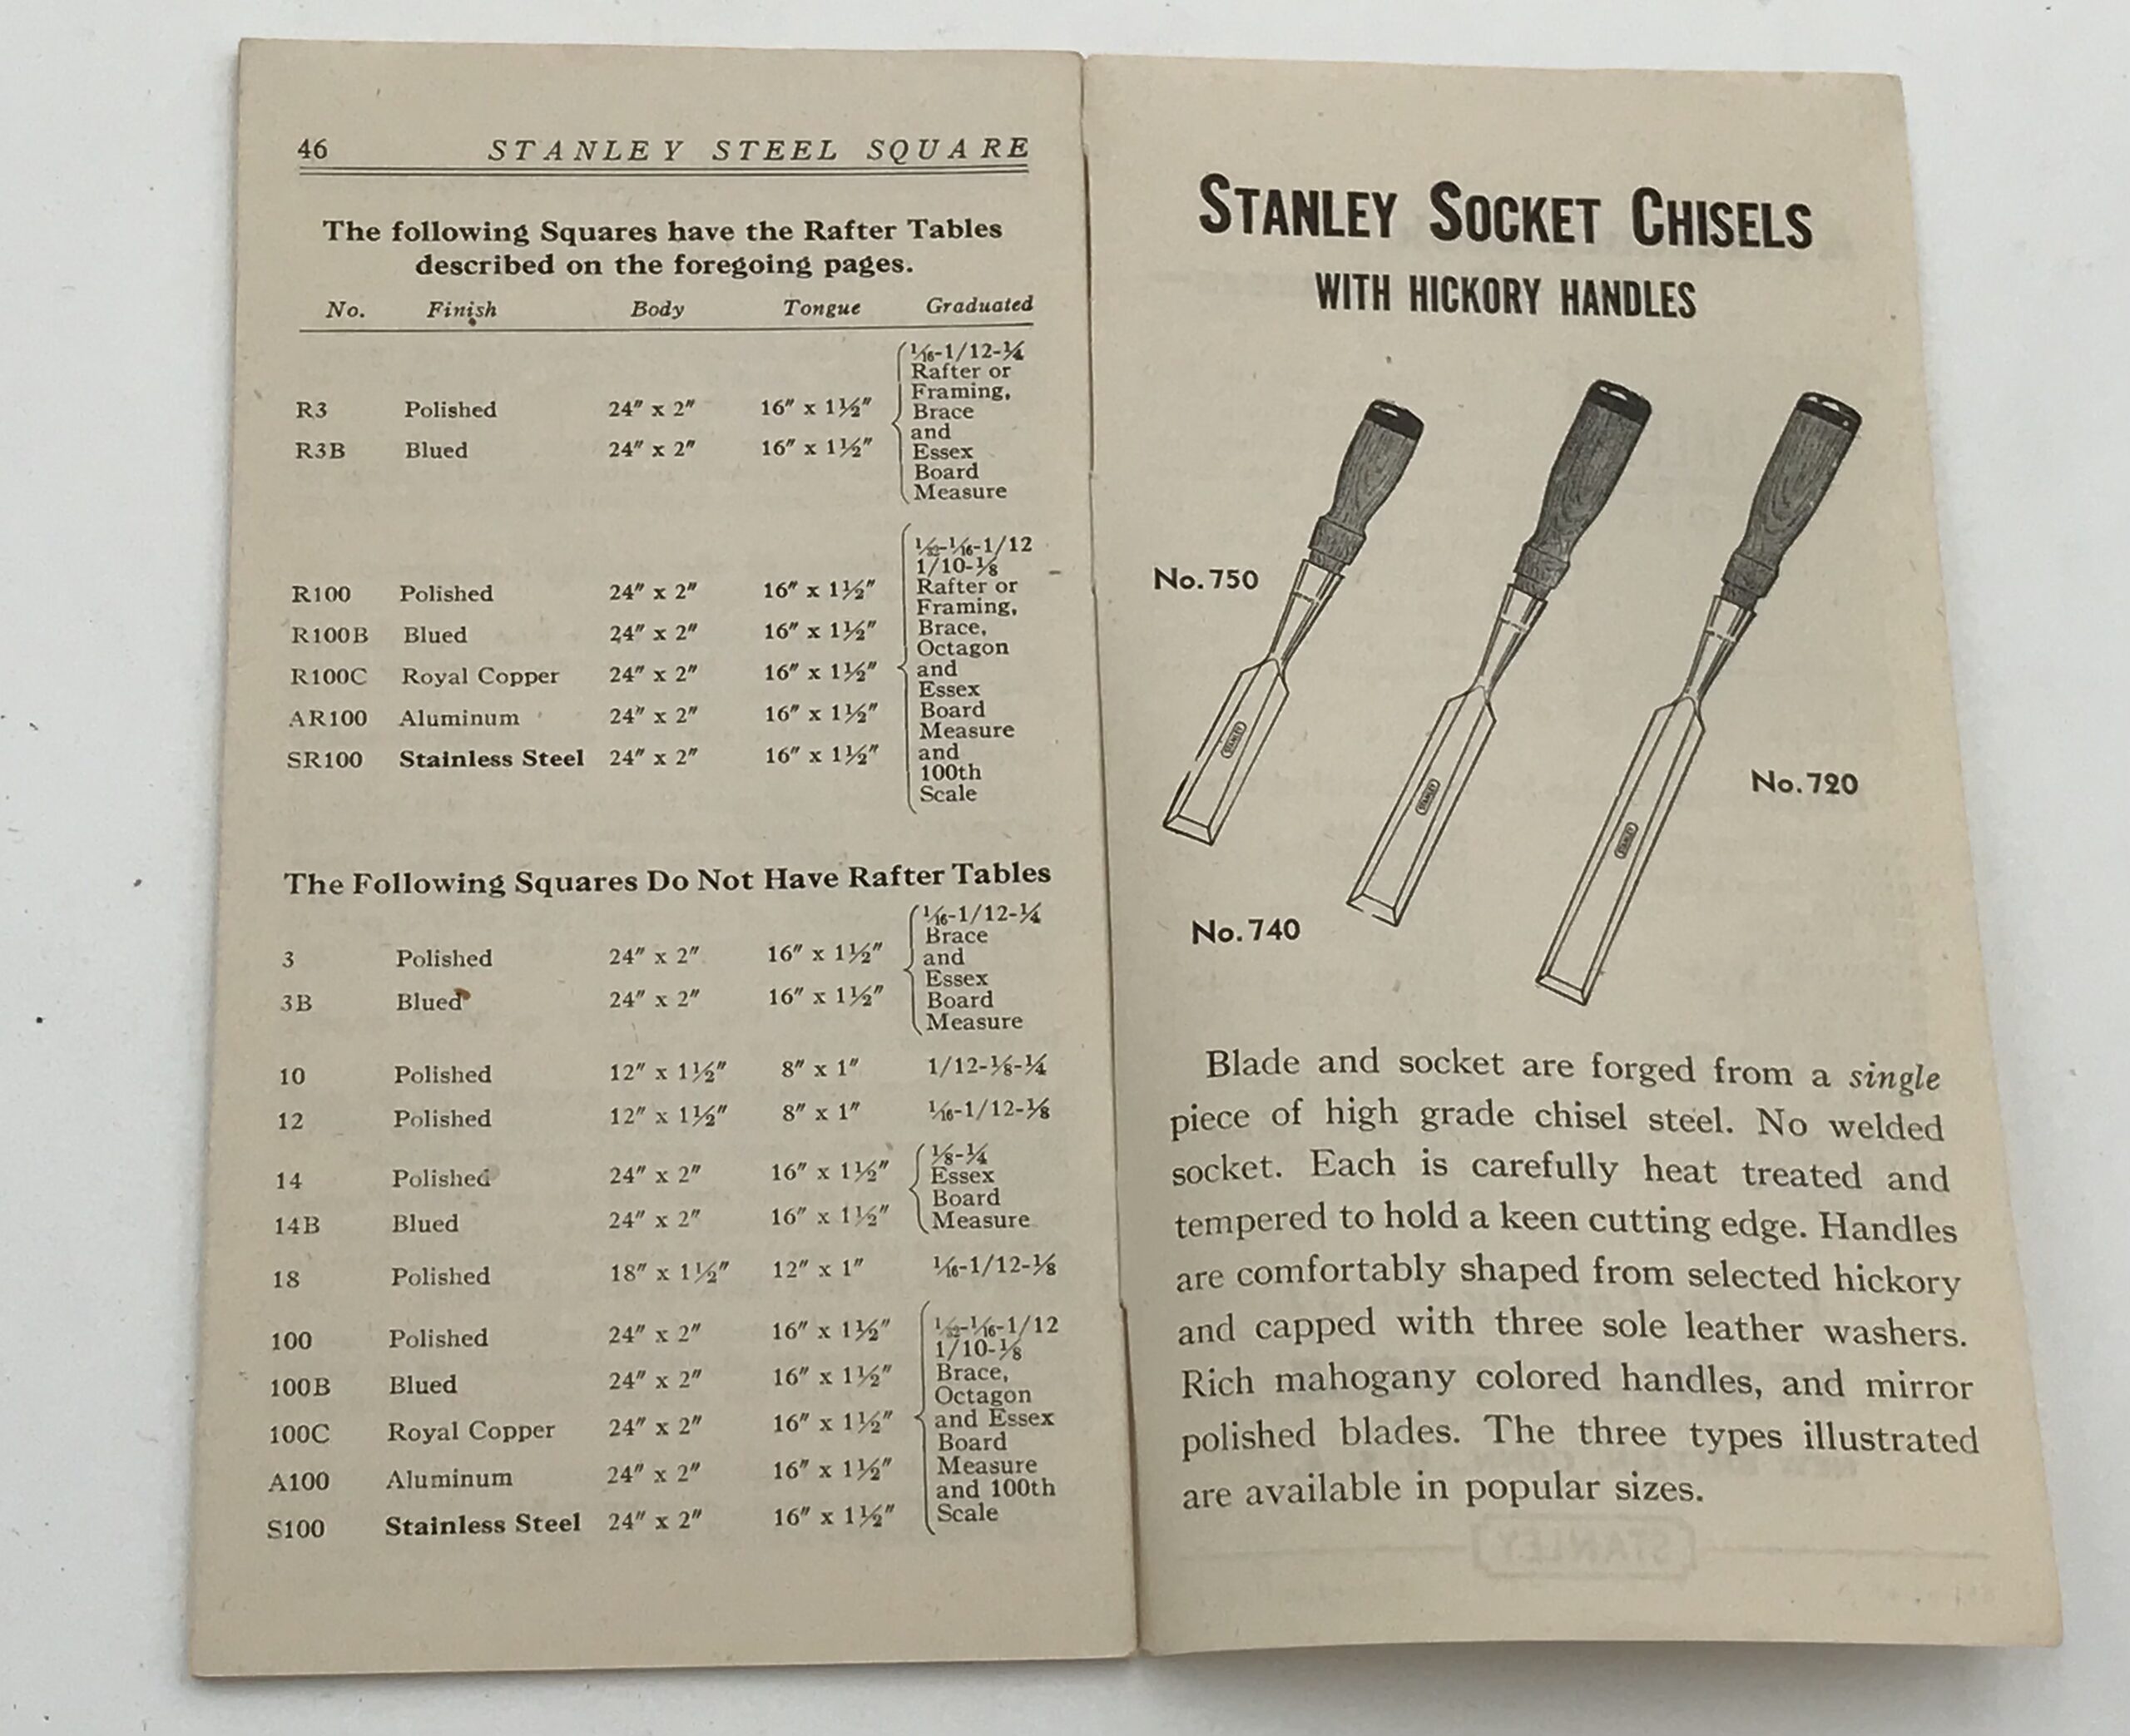 46 STANLEY STEEL SQUARE
The following Squares have the Rafter Tables
described on the foregoing pages.
No. Finish Body Tongue Graduated
1/16-1/12-1/4
Rafter or
Framing,
R3 Polished 24" x 2" 16" x 1½" Brace
and
R3B Blued 24" x 2" 16" x 1½" Essex
Board
Measure
1/32-1/16-1/12
1/10-1/8
R100 Polished 24" x 2" 16" x 1½" Rafter or
Framing,
R100B Blued 24" x 2" 16" x 1½" Brace,
Octagon
R100C Royal Copper 24" x 2" 16" x 1½" and
Essex
AR100 Aluminum 24" x 2" 16" x 1½" Board
Measure
SR100 Stainless Steel 24" x 2" 16" x 1½" and
100th
Scale
The Following Squares Do Not Have Rafter Tables
1/16-1/12-1/4
Brace
3 Polished 24" x 2" 16" x 1½" and
Essex
3B Blued 24" x 2" 16" x 1½" Board
Measure
10 Polished 12" x 1½" 8" x 1" 1/12-1/8-1/4
12 Polished 12" x 1½" 8" x 1" 1/16-1/12-1/8
1/8-1/4
14 Polished 24" x 2" 16" x 1½" Essex
Board
14B Blued 24" x 2" 16" x 1½" Measure
18 Polished 18" x 1½" 12" x 1" 1/16-1/12-1/8
100 Polished 24" x 2" 16" x 1½" 1/32-1/16-1/12
1/10-1/8
100B Blued 24" x 2" 16" x 1½" Brace,
Octagon
100C Royal Copper 24" x 2" 16" x 1½" and Essex
Board
A100 Aluminum 24" x 2" 16" x 1½" Measure
and 100th
S100 Stainless Steel 24" x 2" 16" x 1½" Scale
STANLEY SOCKET CHISELS
WITH HICKORY HANDLES
No. 750
STANLEY
No. 720
STANLEY
STANLEY
No. 740
Blade and socket are forged from a single
piece of high grade chisel steel. No welded
socket. Each is carefully heat treated and
tempered to hold a keen cutting edge. Handles
are comfortably shaped from selected hickory
and capped with three sole leather washers.
Rich mahogany colored handles, and mirror
polished blades. The three types illustrated
are available in popular sizes.
STANLEY